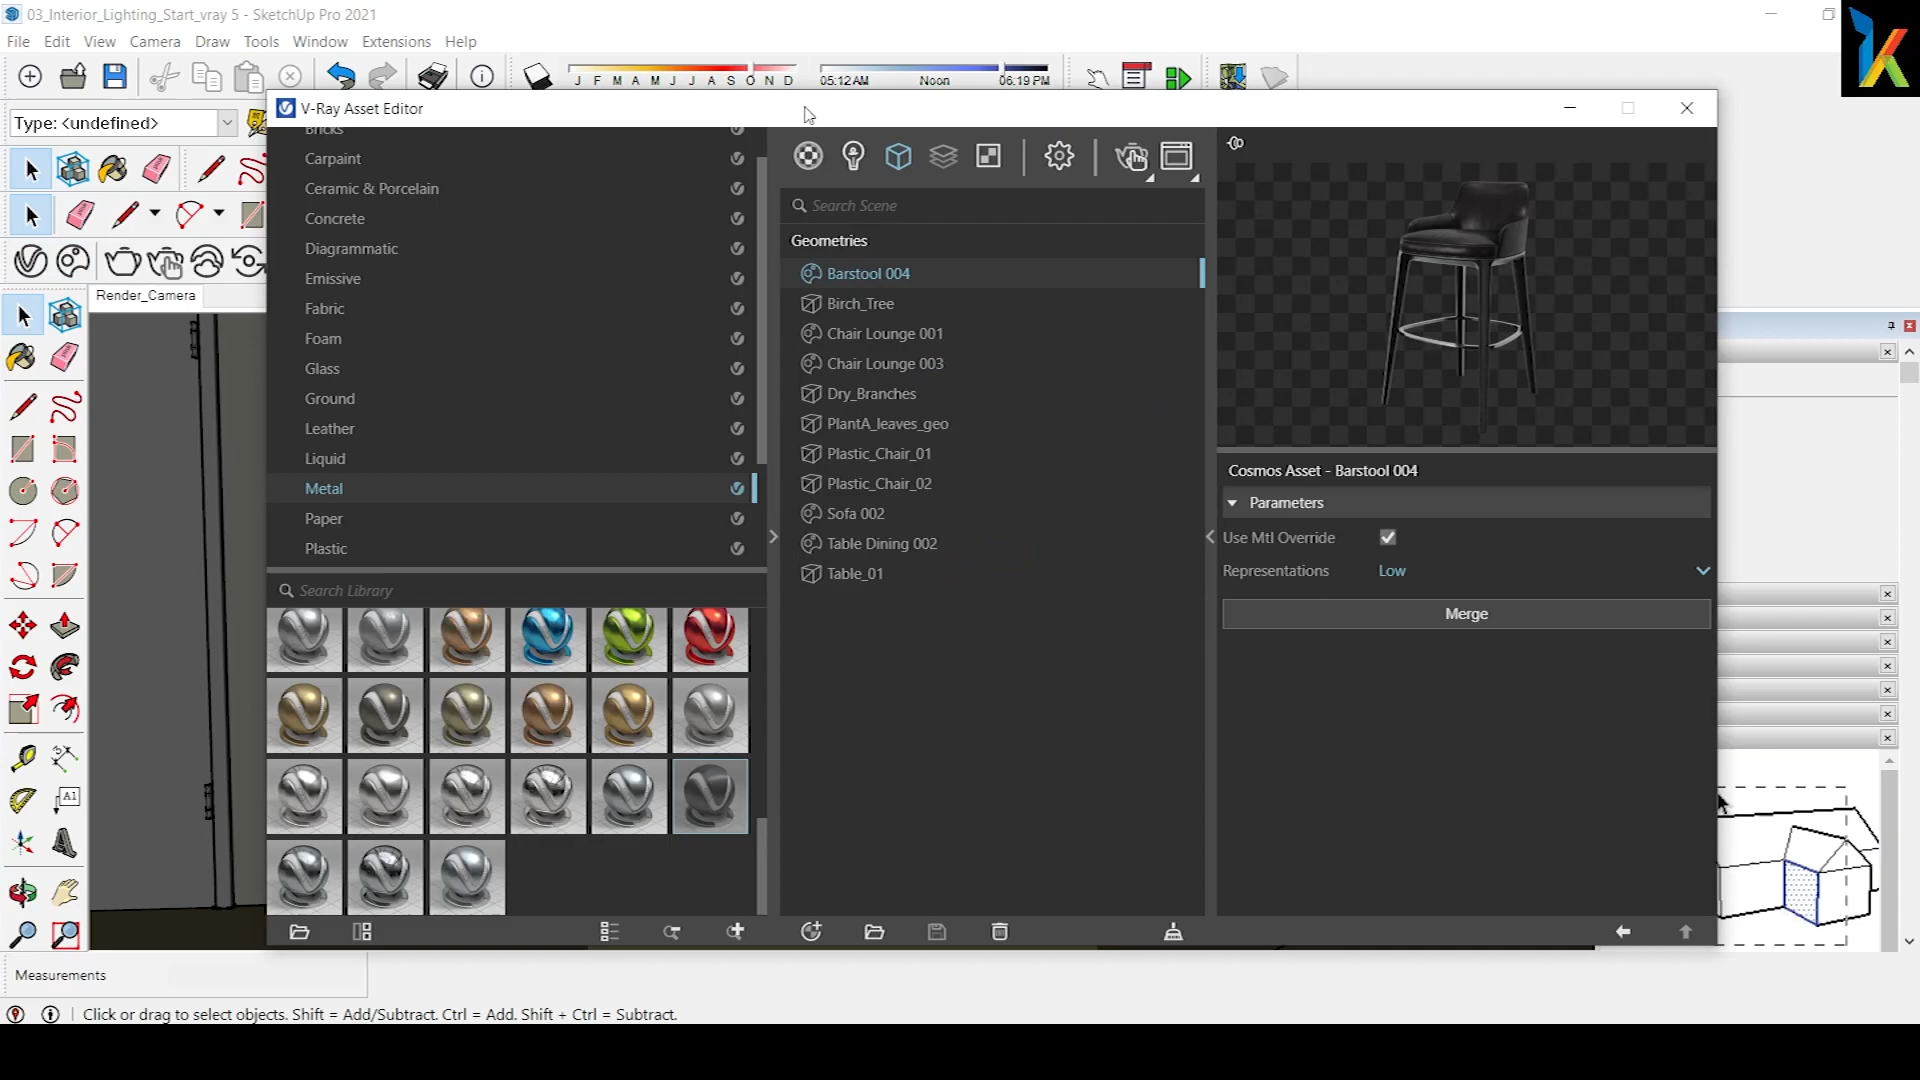 03_Interior_Lighting_Start_vray 5 - SketchUp Pro 2021
File Edit View Camera Draw Tools Window Extensions Help
J F M A M J J A S O N D
05:12 AM Noon 06:19 PM
V-Ray Asset Editor
Type: <undefined>
Render_Camera
Bricks
Carpaint
Ceramic & Porcelain
Concrete
Diagrammatic
Emissive
Fabric
Foam
Glass
Ground
Leather
Liquid
Metal
Paper
Plastic
Search Library
Search Scene
Geometries
Barstool 004
Birch_Tree
Chair Lounge 001
Chair Lounge 003
Dry_Branches
PlantA_leaves_geo
Plastic_Chair_01
Plastic_Chair_02
Sofa 002
Table Dining 002
Table_01
Cosmos Asset - Barstool 004
Parameters
Use Mtl Override
Representations Low
Merge
A1
Measurements
Click or drag to select objects. Shift = Add/Subtract. Ctrl = Add. Shift + Ctrl = Subtract.